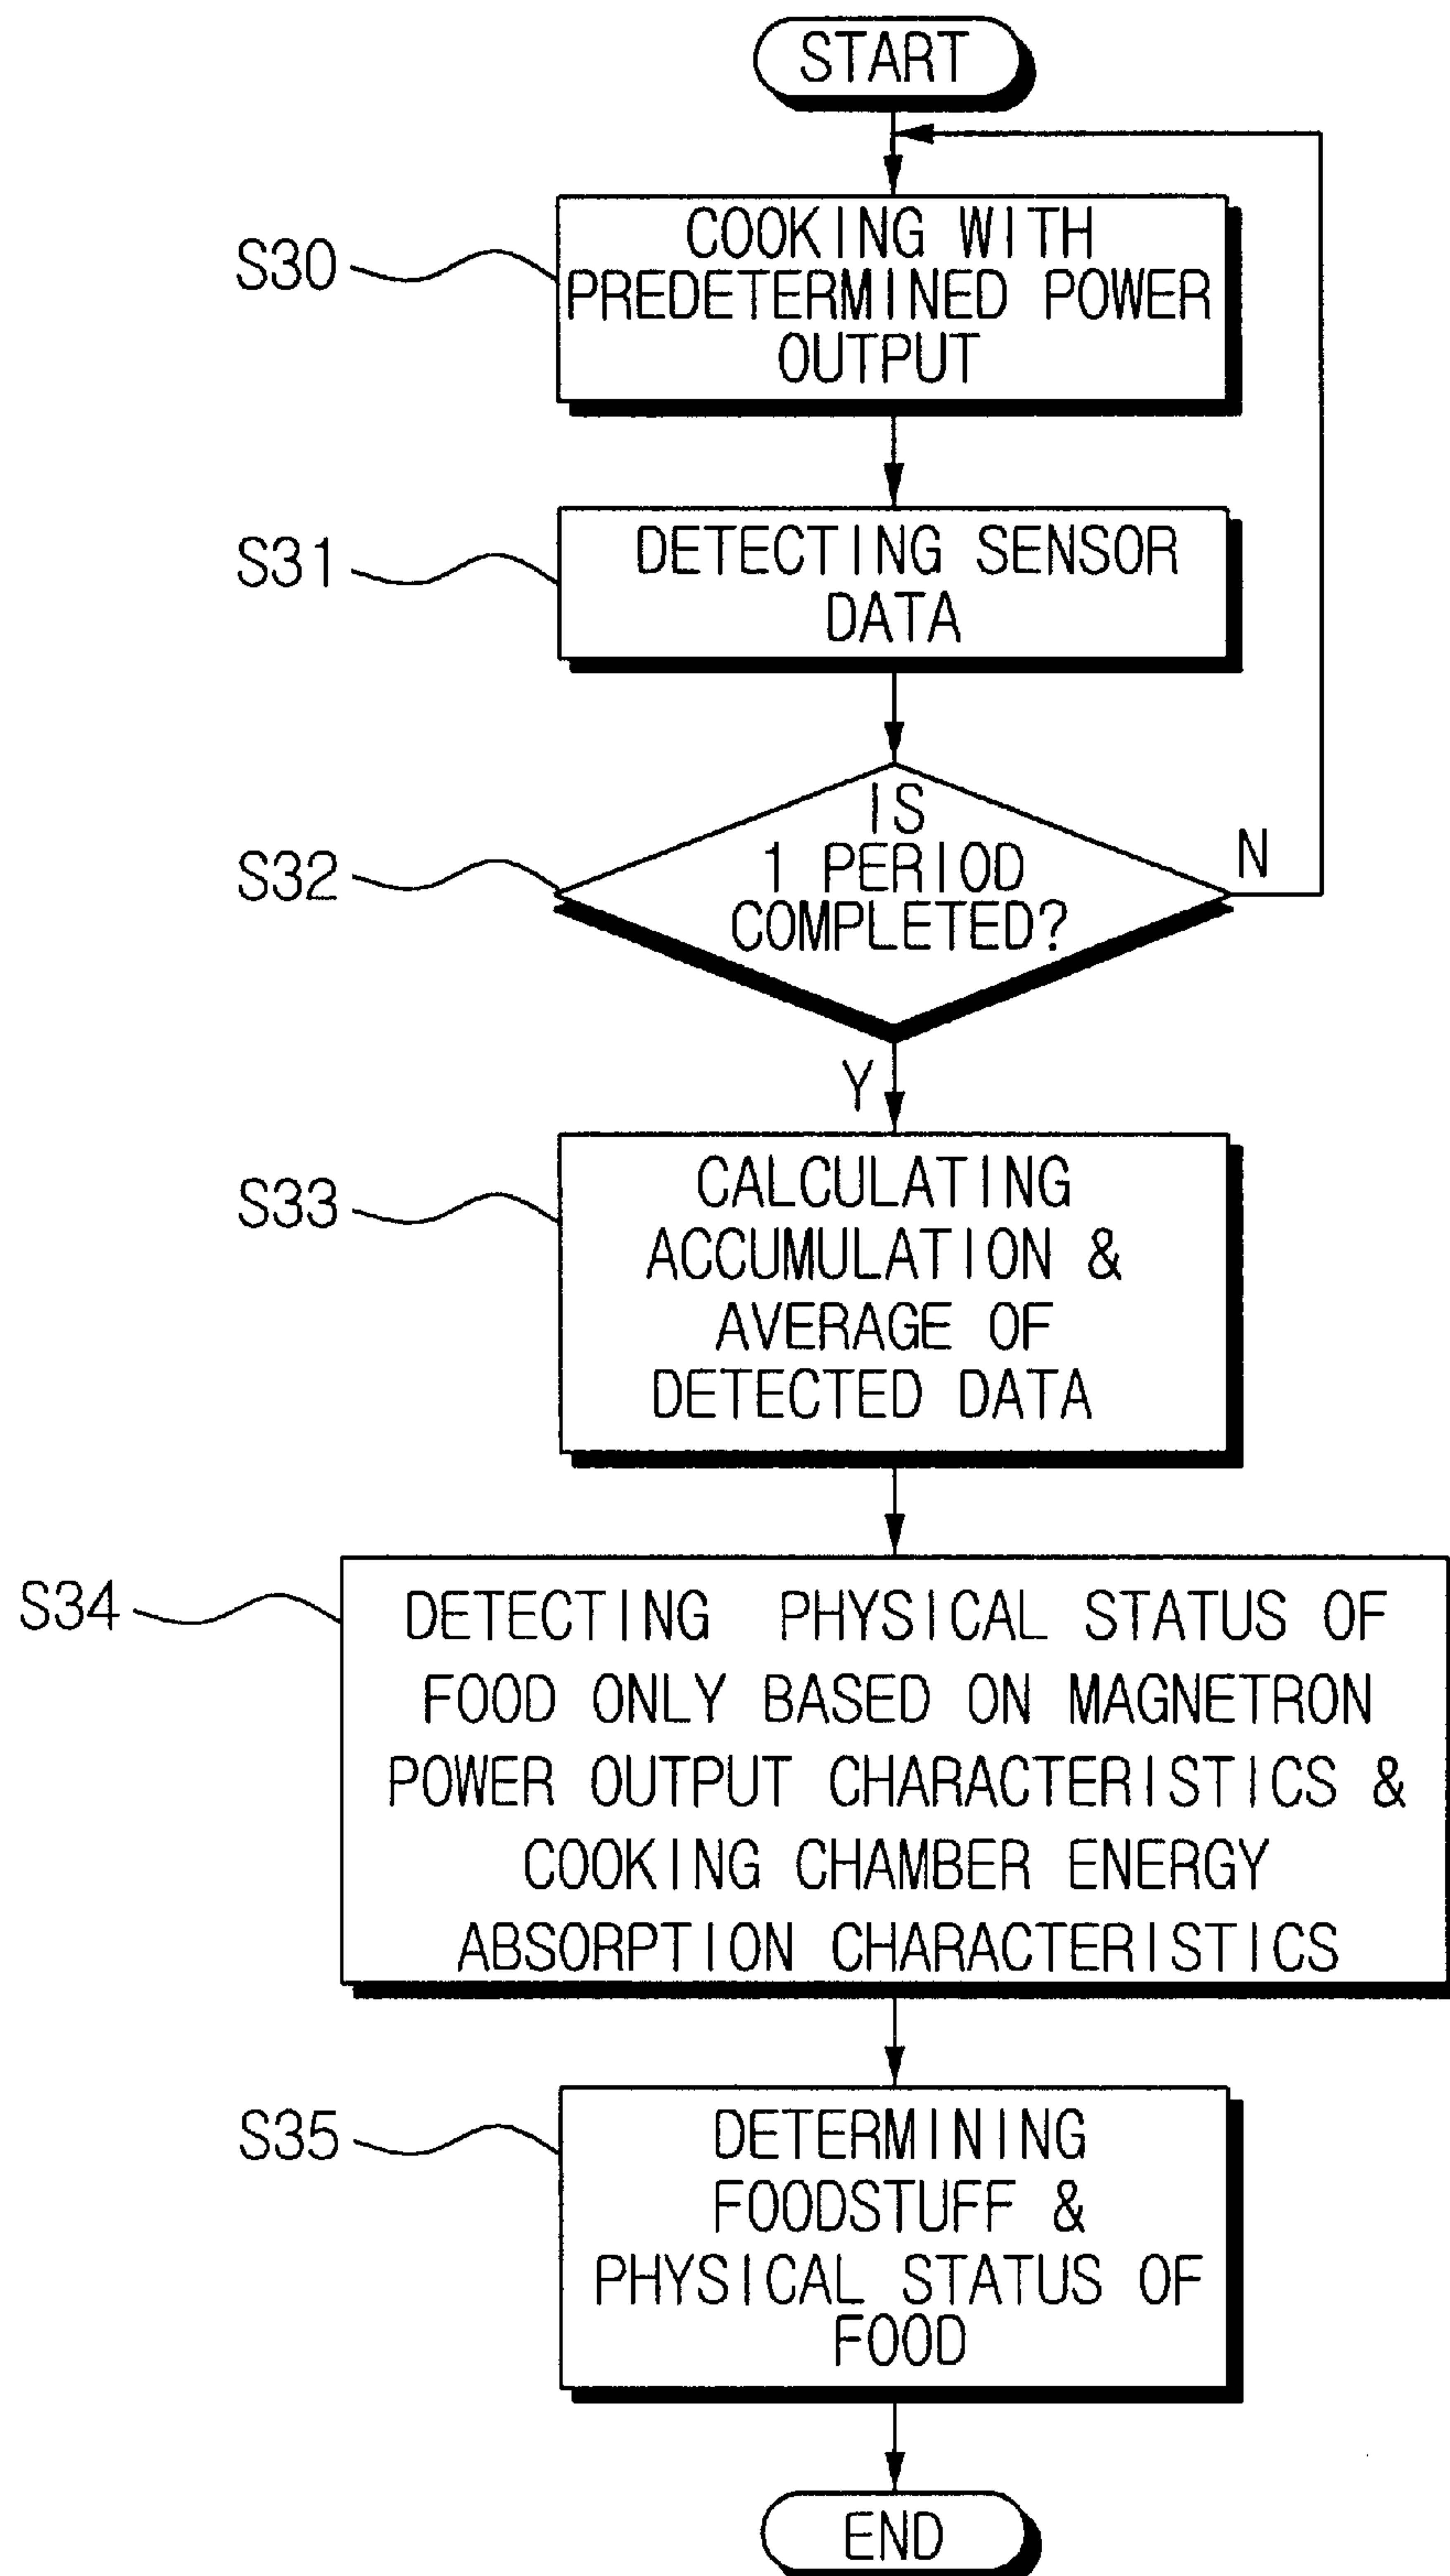 START
S30
COOKING WITH
PREDETERMINED POWER
OUTPUT
S31
DETECTING SENSOR
DATA
S32
IS
1 PERIOD
COMPLETED?
N
Y
S33
CALCULATING
ACCUMULATION &
AVERAGE OF
DETECTED DATA
S34
DETECTING PHYSICAL STATUS OF
FOOD ONLY BASED ON MAGNETRON
POWER OUTPUT CHARACTERISTICS &
COOKING CHAMBER ENERGY
ABSORPTION CHARACTERISTICS
S35
DETERMINING
FOODSTUFF &
PHYSICAL STATUS OF
FOOD
END